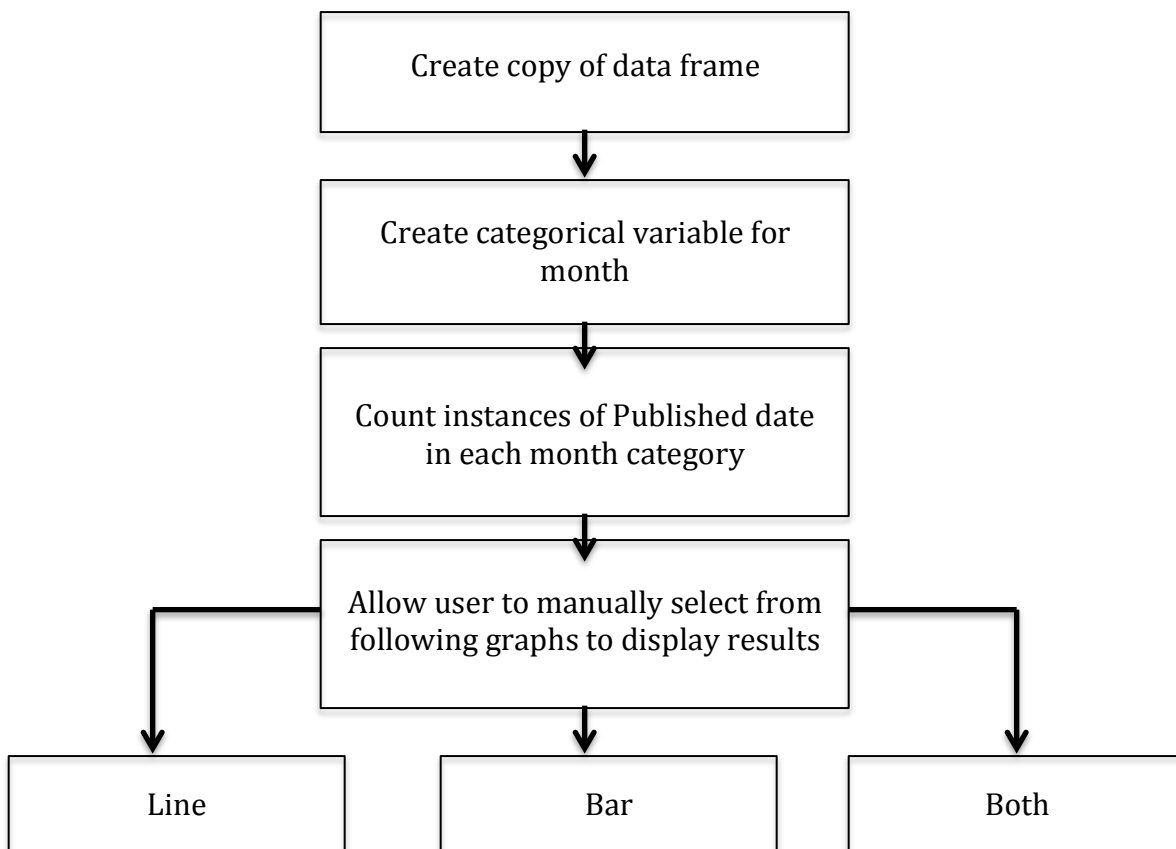 Create copy of data frame
Create categorical variable for
month
Count instances of Published date
in each month category
Allow user to manually select from
following graphs to display results
Line
Bar
Both